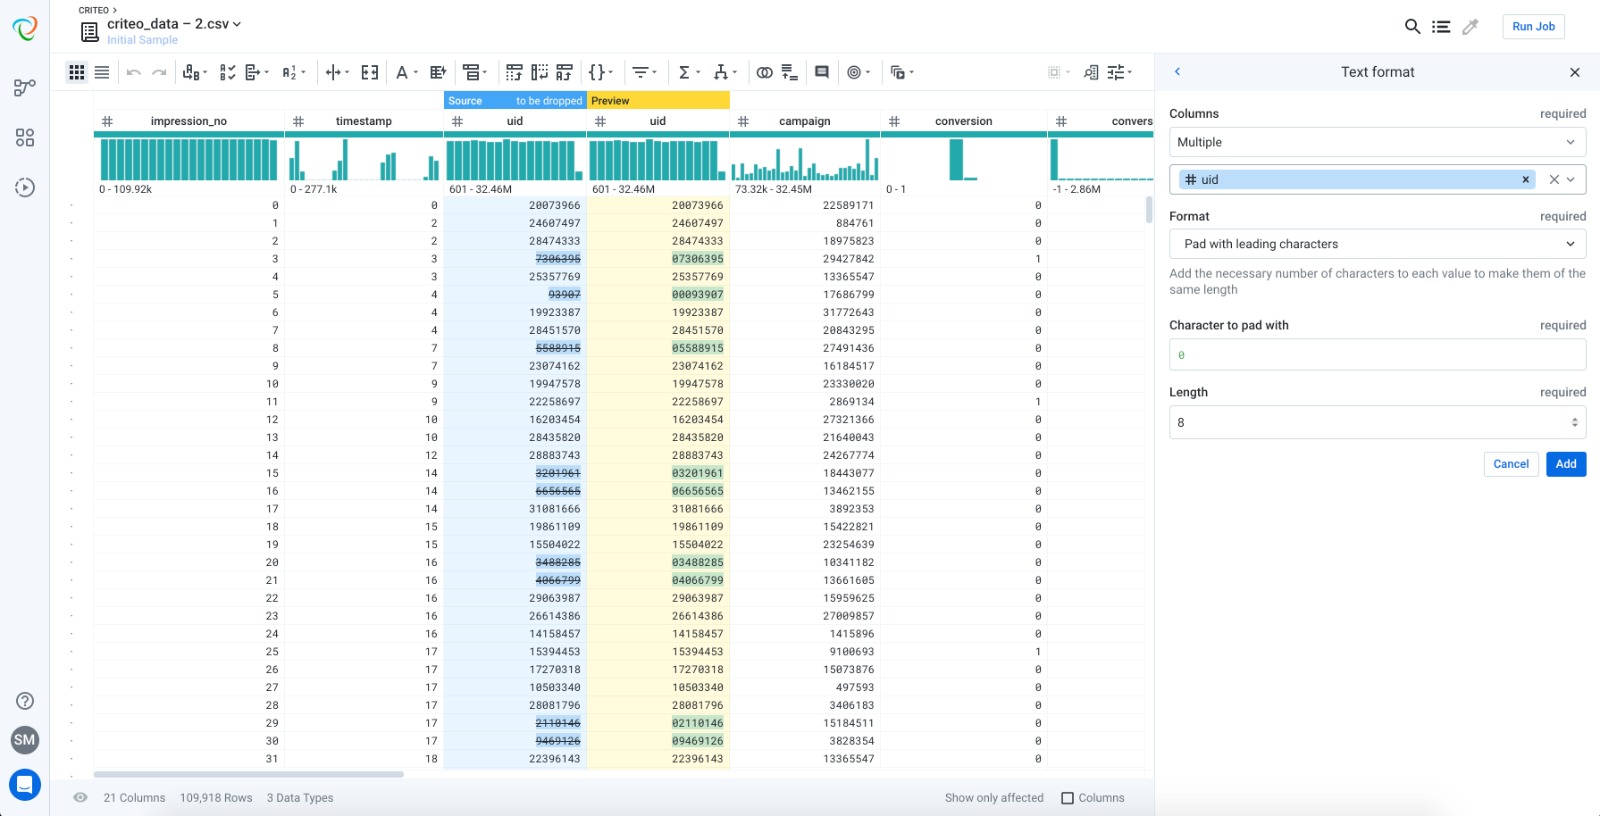 CRITEO >
criteo_data – 2.csv
Initial Sample
Run Job
Text format
Source to be dropped Preview
# impression_no # timestamp # uid # uid # campaign # conversion # convers
0 - 109.92k 0 - 277.1k 601 - 32.46M 601 - 32.46M 73.32k - 32.45M 0 - 1 -1 - 2.86M
0 0 20073966 20073966 22589171 0
1 2 24607497 24607497 884761 0
2 2 28474333 28474333 18975823 0
3 3 7306395 07306395 29427842 1
4 3 25357769 25357769 13365547 0
5 4 93907 00093907 17686799 0
6 4 19923387 19923387 31772643 0
7 4 28451570 28451570 20843295 0
8 7 5588915 05588915 27491436 0
9 7 23074162 23074162 16184517 0
10 9 19947578 19947578 23330020 0
11 9 22258697 22258697 2869134 1
12 10 16203454 16203454 27321366 0
13 10 28435820 28435820 21640043 0
14 12 28883743 28883743 24267774 0
15 14 3201961 03201961 18443077 0
16 14 6656565 06656565 13462155 0
17 14 31081666 31081666 3892353 0
18 15 19861109 19861109 15422821 0
19 15 15504022 15504022 23254639 0
20 16 3488285 03488285 10341182 0
21 16 4066799 04066799 13661605 0
22 16 29063987 29063987 15959625 0
23 16 26614386 26614386 27009857 0
24 16 14158457 14158457 1415896 0
25 17 15394453 15394453 9100693 1
26 17 17270318 17270318 15073876 0
27 17 10503340 10503340 497593 0
28 17 28081796 28081796 3406183 0
29 17 2110146 02110146 15184511 0
30 17 9469126 09469126 3828354 0
31 18 22396143 22396143 13365547 0
21 Columns 109,918 Rows 3 Data Types Show only affected Columns
Columns required
Multiple
# uid
Format required
Pad with leading characters
Add the necessary number of characters to each value to make them of the
same length
Character to pad with required
0
Length required
8
Cancel Add
SM